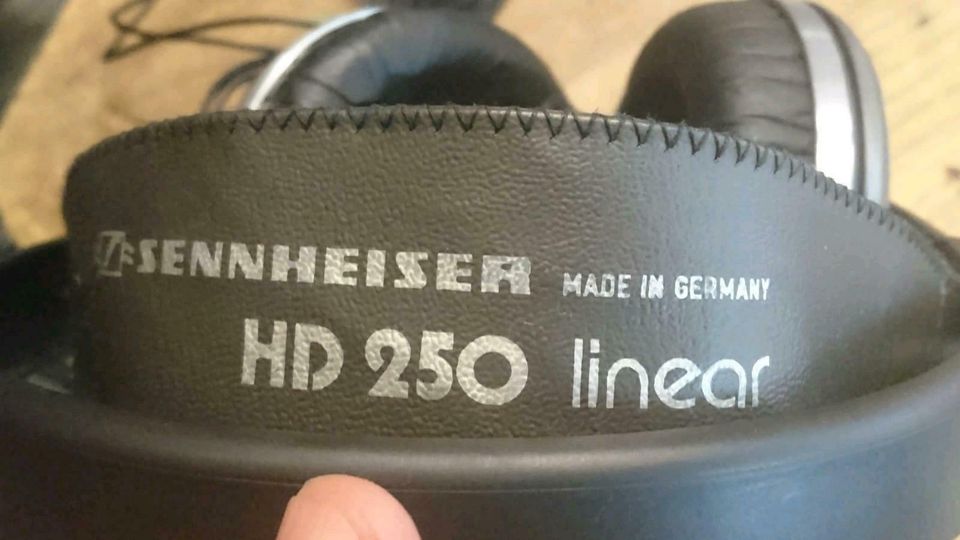 SENNHEISER MADE IN GERMANY
HD 250 linear